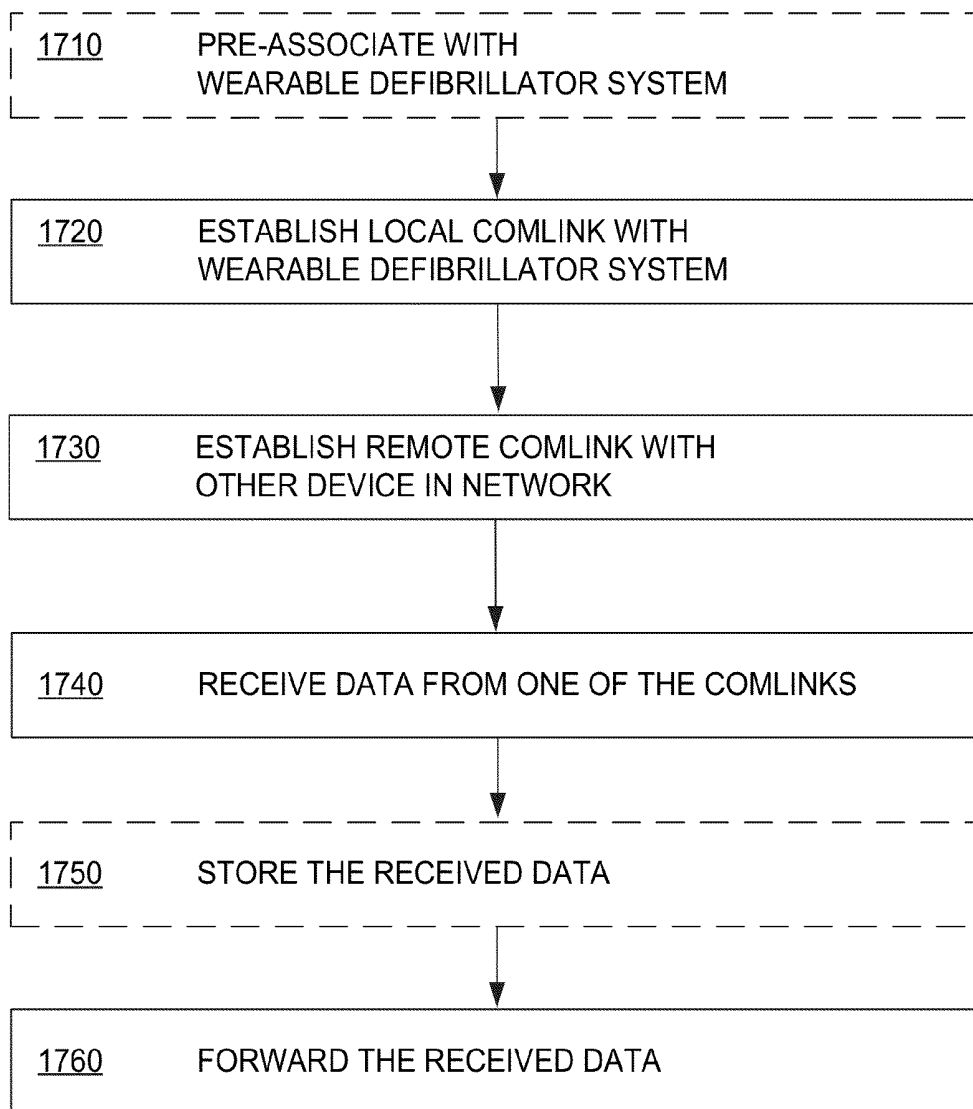 1710 PRE-ASSOCIATE WITH
WEARABLE DEFIBRILLATOR SYSTEM
1720 ESTABLISH LOCAL COMLINK WITH
WEARABLE DEFIBRILLATOR SYSTEM
1730 ESTABLISH REMOTE COMLINK WITH
OTHER DEVICE IN NETWORK
1740 RECEIVE DATA FROM ONE OF THE COMLINKS
1750 STORE THE RECEIVED DATA
1760 FORWARD THE RECEIVED DATA